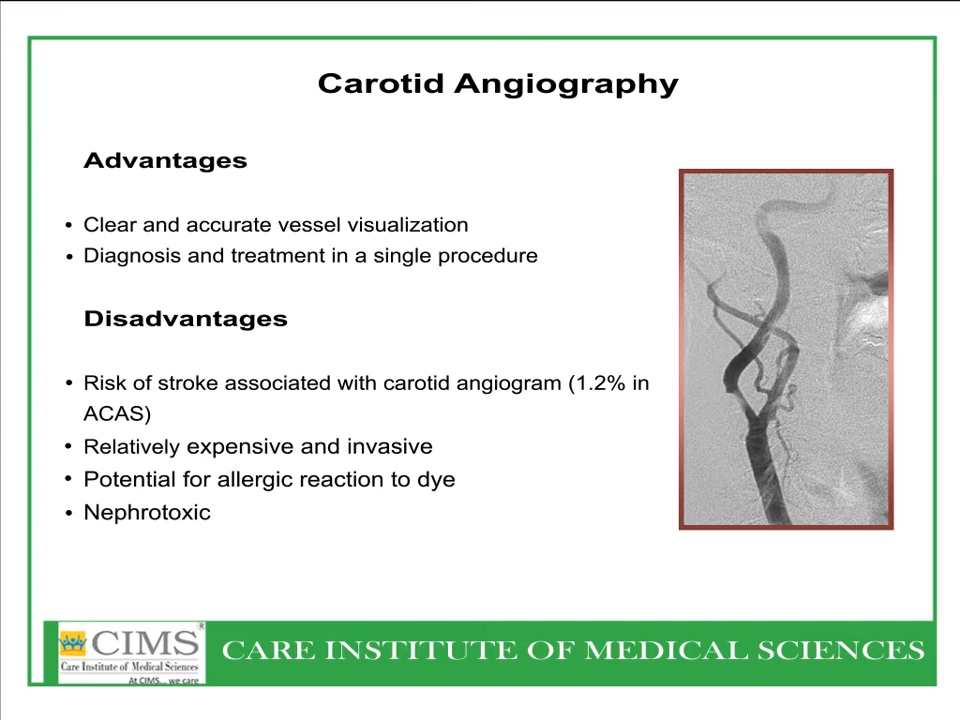 Carotid Angiography
Advantages
• Clear and accurate vessel visualization
• Diagnosis and treatment in a single procedure
Disadvantages
• Risk of stroke associated with carotid angiogram (1.2% in
ACAS)
• Relatively expensive and invasive
• Potential for allergic reaction to dye
• Nephrotoxic
CIMS®
Care Institute of Medical Sciences
At CIMS... we care
CARE INSTITUTE OF MEDICAL SCIENCES